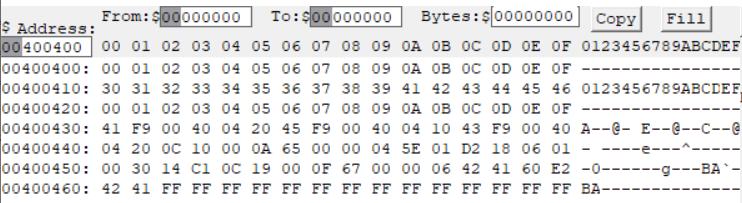 From:$00000000 To:$00000000 Bytes:$00000000 Copy Fill
$ Address:
00400400 00 01 02 03 04 05 06 07 08 09 0A 0B 0C 0D 0E 0F 0123456789ABCDEF
00400400: 00 01 02 03 04 05 06 07 08 09 0A 0B 0C 0D 0E 0F ----------------
00400410: 30 31 32 33 34 35 36 37 38 39 41 42 43 44 45 46 0123456789ABCDEF
00400420: 00 01 02 03 04 05 06 07 08 09 0A 0B 0C 0D 0E 0F ----------------
00400430: 41 F9 00 40 04 20 45 F9 00 40 04 10 43 F9 00 40 A--@- E--@--C--@
00400440: 04 20 0C 10 00 0A 65 00 00 04 5E 01 D2 18 06 01 - ----e---^-----
00400450: 00 30 14 C1 0C 19 00 0F 67 00 00 06 42 41 60 E2 -0------g---BA`-
00400460: 42 41 FF FF FF FF FF FF FF FF FF FF FF FF FF FF BA--------------